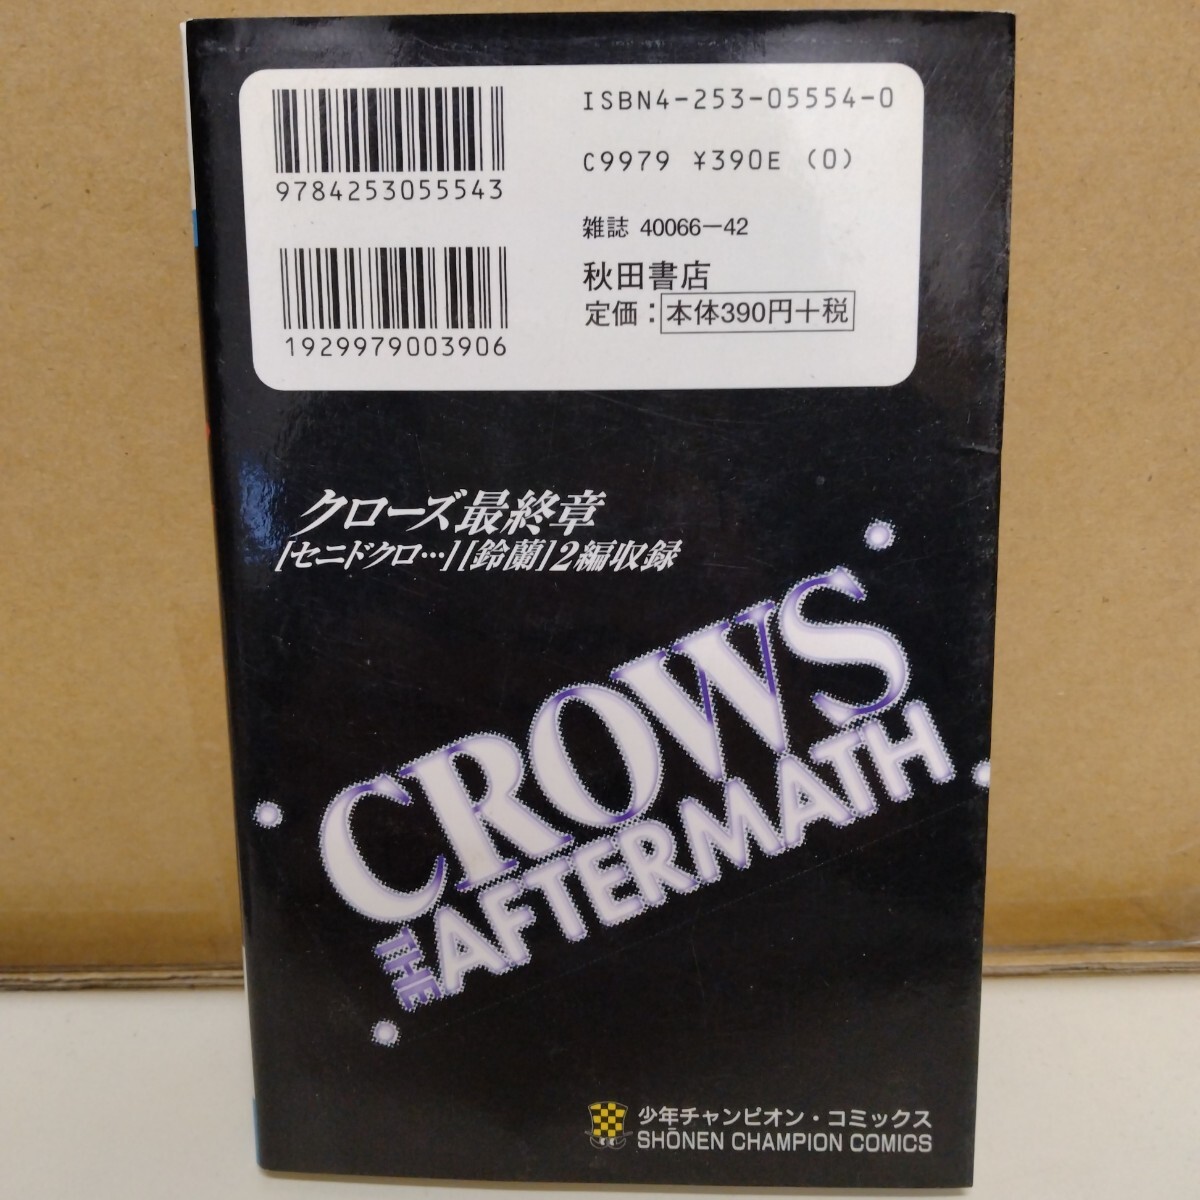 9784253055543
1929979003906
ISBN4-253-05554-0
C9979 ¥390E (0)
雑誌 40066-42
秋田書店
定価：本体390円+税
クローズ最終章
[セニドクロ…][鈴蘭]2編収録
CROWS
THE AFTERMATH
少年チャンピオン・コミックス
SHŌNEN CHAMPION COMICS